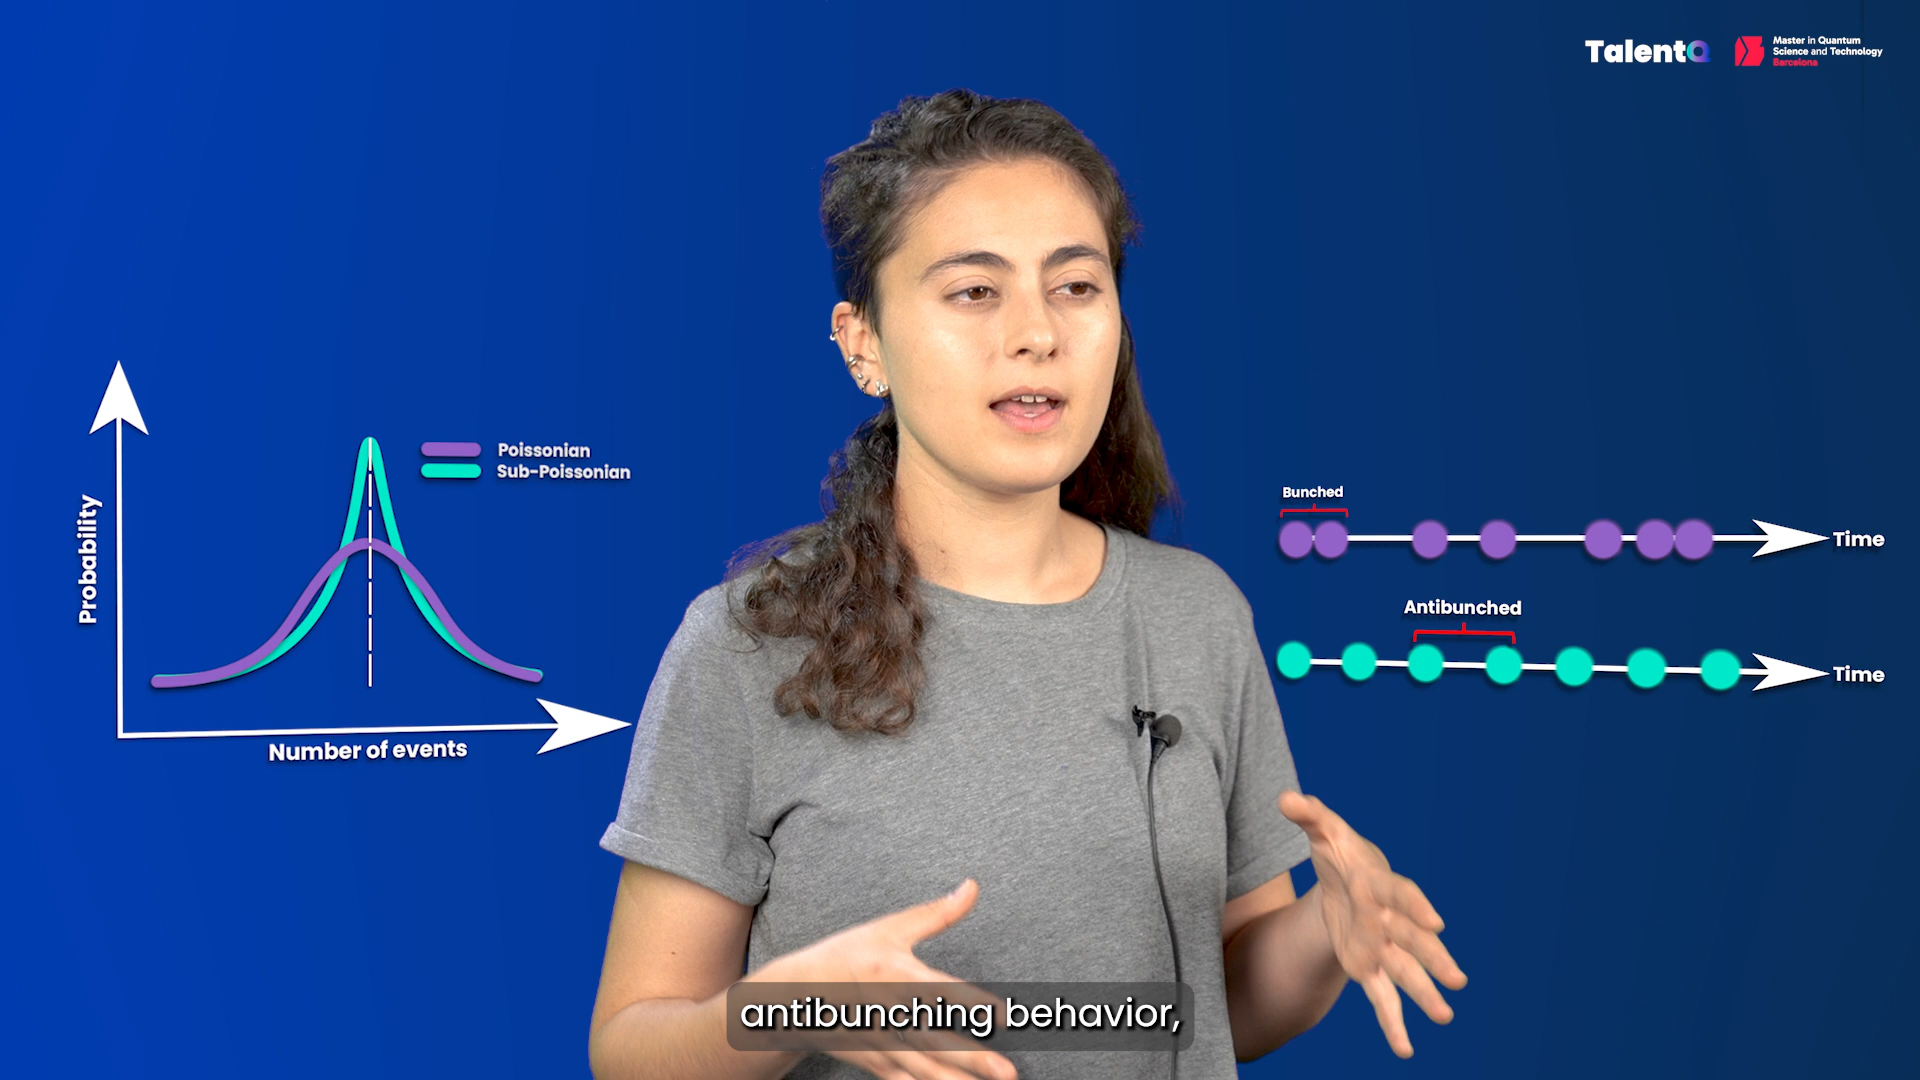 TalentQ
Master in Quantum
Science and Technology
Barcelona
Poissonian
Sub-Poissonian
Probability
Number of events
Bunched
Time
Antibunched
Time
antibunching behavior,